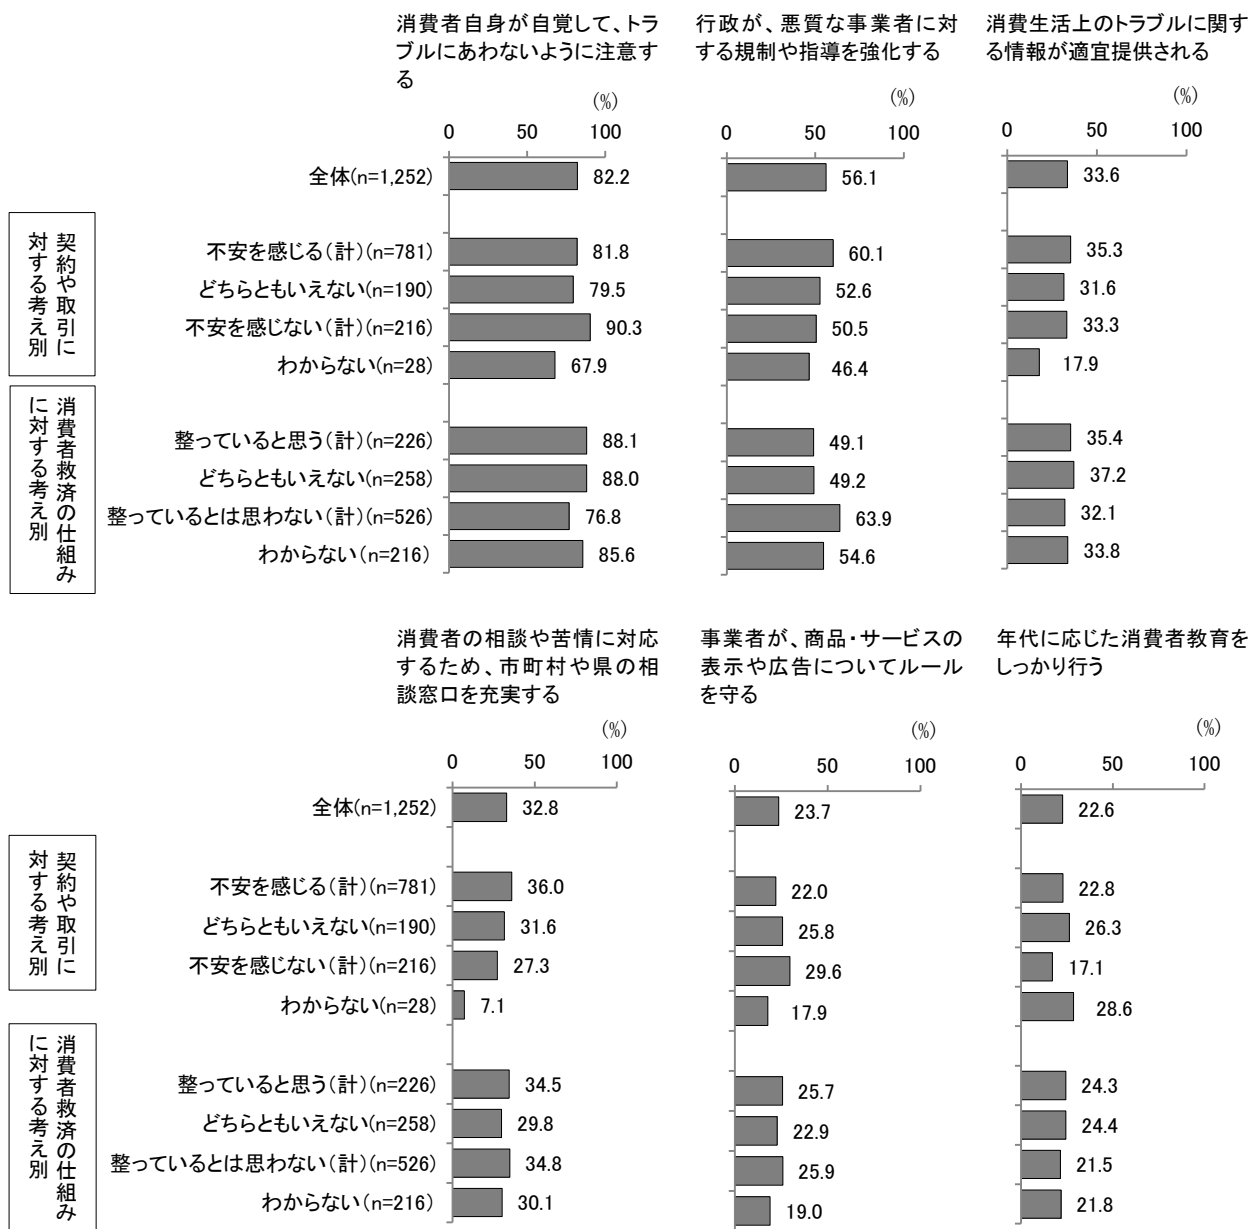 消費者自身が自覚して、トラ
ブルにあわないように注意す
る
行政が、悪質な事業者に対
する規制や指導を強化する
消費生活上のトラブルに関す
る情報が適宜提供される
(%) (%) (%)
0 50 100 0 50 100 0 50 100
全体(n=1,252) 82.2 56.1 33.6
契約や取引に
対する考え別
不安を感じる(計)(n=781) 81.8 60.1 35.3
どちらともいえない(n=190) 79.5 52.6 31.6
不安を感じない(計)(n=216) 90.3 50.5 33.3
わからない(n=28) 67.9 46.4 17.9
消費者救済の仕組み
に対する考え別
整っていると思う(計)(n=226) 88.1 49.1 35.4
どちらともいえない(n=258) 88.0 49.2 37.2
整っているとは思わない(計)(n=526) 76.8 63.9 32.1
わからない(n=216) 85.6 54.6 33.8
消費者の相談や苦情に対応
するため、市町村や県の相
談窓口を充実する
事業者が、商品・サービスの
表示や広告についてルール
を守る
年代に応じた消費者教育を
しっかり行う
(%) (%) (%)
0 50 100 0 50 100 0 50 100
全体(n=1,252) 32.8 23.7 22.6
契約や取引に
対する考え別
不安を感じる(計)(n=781) 36.0 22.0 22.8
どちらともいえない(n=190) 31.6 25.8 26.3
不安を感じない(計)(n=216) 27.3 29.6 17.1
わからない(n=28) 7.1 17.9 28.6
消費者救済の仕組み
に対する考え別
整っていると思う(計)(n=226) 34.5 25.7 24.3
どちらともいえない(n=258) 29.8 22.9 24.4
整っているとは思わない(計)(n=526) 34.8 25.9 21.5
わからない(n=216) 30.1 19.0 21.8